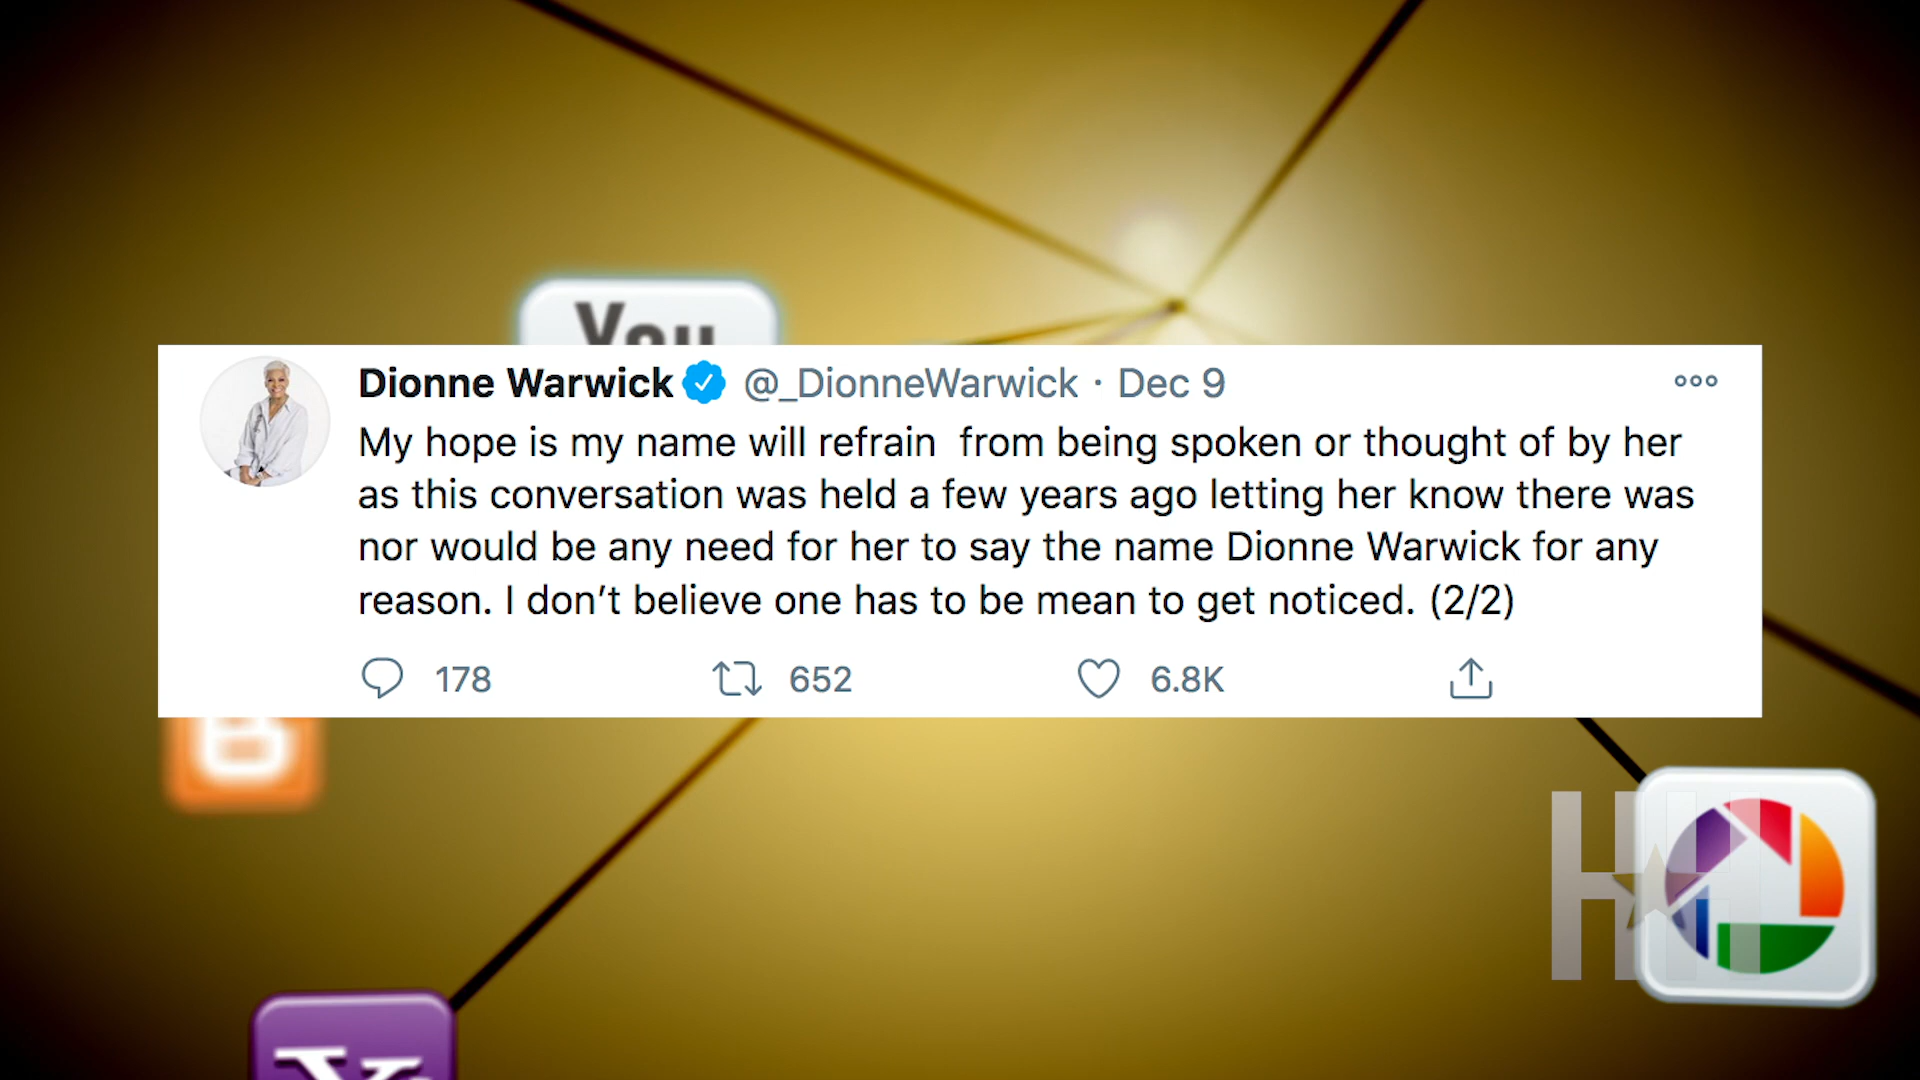 You
Dionne Warwick @_DionneWarwick · Dec 9
My hope is my name will refrain  from being spoken or thought of by her
as this conversation was held a few years ago letting her know there was
nor would be any need for her to say the name Dionne Warwick for any
reason. I don’t believe one has to be mean to get noticed. (2/2)
178 652 6.8K
B
H
Y